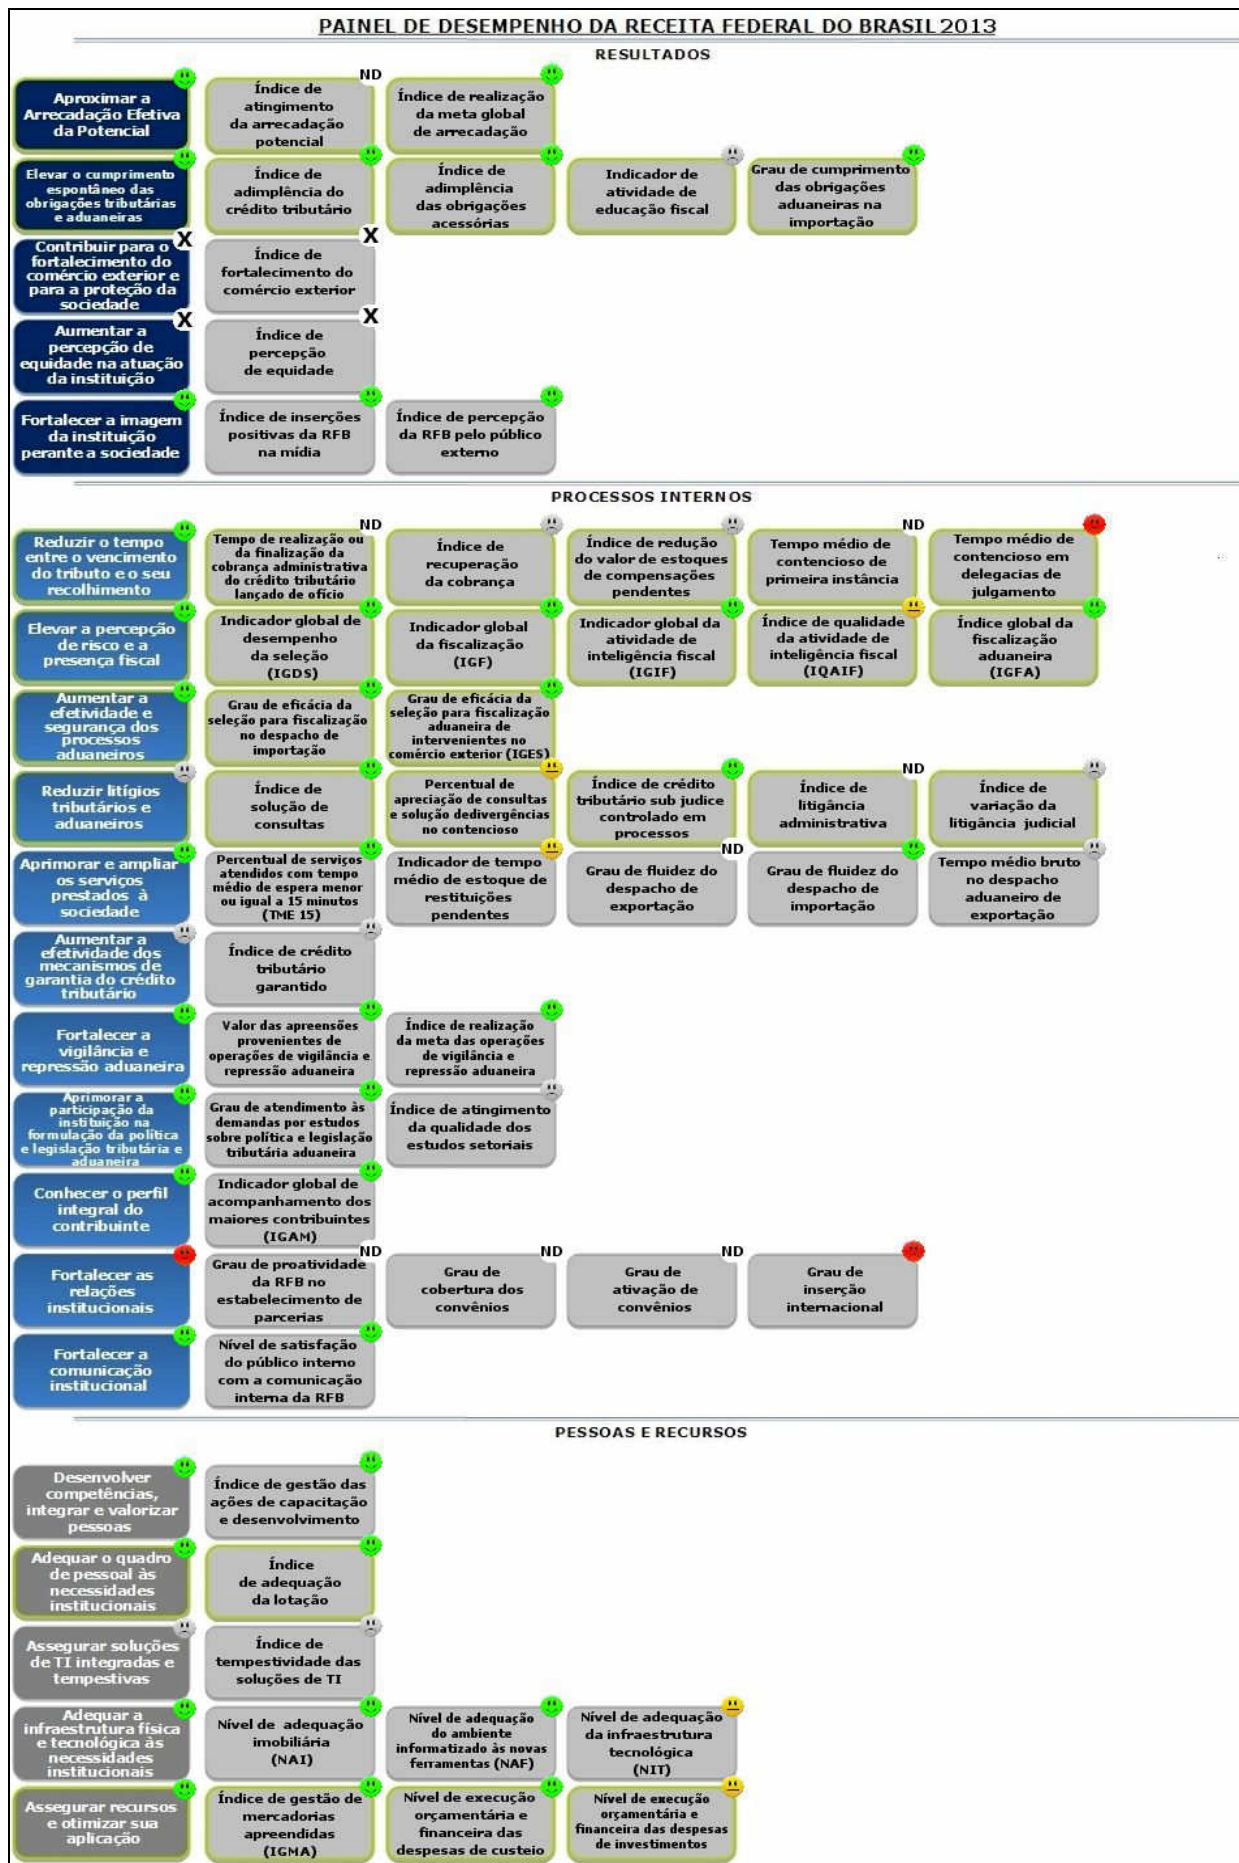 PAINEL DE DESEMPENHO DA RECEITA FEDERAL DO BRASIL 2013
RESULTADOS
Aproximar a
Arrecadação Efetiva
da Potencial
ND
Índice de
atingimento
da arrecadação
potencial
Índice de realização
da meta global
de arrecadação
Elevar o cumprimento
espontâneo das
obrigações tributárias
e aduaneiras
Índice de
adimplência do
crédito tributário
Índice de
adimplência
das obrigações
acessórias
Indicador de
atividade de
educação fiscal
Grau de cumprimento
das obrigações
aduaneiras na
importação
X
Contribuir para o
fortalecimento do
comércio exterior e
para a proteção da
sociedade
X
Índice de
fortalecimento do
comércio exterior
X
Aumentar a
percepção de
equidade na atuação
da instituição
X
Índice de
percepção
de equidade
Fortalecer a imagem
da instituição
perante a sociedade
Índice de inserções
positivas da RFB
na mídia
Índice de percepção
da RFB pelo público
externo
PROCESSOS INTERNOS
Reduzir o tempo
entre o vencimento
do tributo e o seu
recolhimento
ND
Tempo de realização ou
da finalização da
cobrança administrativa
do crédito tributário
lançado de ofício
Índice de
recuperação
da cobrança
Índice de redução
do valor de estoques
de compensações
pendentes
ND
Tempo médio de
contencioso de
primeira instância
Tempo médio de
contencioso em
delegacias de
julgamento
Elevar a percepção
de risco e a
presença fiscal
Indicador global de
desempenho
da seleção
(IGDS)
Indicador global
da fiscalização
(IGF)
Indicador global da
atividade de
inteligência fiscal
(IGIF)
Índice de qualidade
da atividade de
inteligência fiscal
(IQAIF)
Índice global da
fiscalização
aduaneira
(IGFA)
Aumentar a
efetividade e
segurança dos
processos
aduaneiros
Grau de eficácia da
seleção para fiscalização
no despacho de
importação
Grau de eficácia da
seleção para fiscalização
aduaneira de
intervenientes no
comércio exterior (IGES)
Reduzir litígios
tributários e
aduaneiros
Índice de
solução de
consultas
Percentual de
apreciação de consultas
e solução dedivergências
no contencioso
Índice de crédito
tributário sub judice
controlado em
processos
ND
Índice de
litigância
administrativa
Índice de
variação da
litigância judicial
Aprimorar e ampliar
os serviços
prestados à
sociedade
Percentual de serviços
atendidos com tempo
médio de espera menor
ou igual a 15 minutos
(TME 15)
Indicador de tempo
médio de estoque de
restituições
pendentes
ND
Grau de fluidez do
despacho de
exportação
Grau de fluidez do
despacho de
importação
Tempo médio bruto
no despacho
aduaneiro de
exportação
Aumentar a
efetividade dos
mecanismos de
garantia do crédito
tributário
Índice de crédito
tributário
garantido
Fortalecer a
vigilância e
repressão aduaneira
Valor das apreensões
provenientes de
operações de vigilância e
repressão aduaneira
Índice de realização
da meta das operações
de vigilância e
repressão aduaneira
Aprimorar a
participação da
instituição na
formulação da política
e legislação tributária e
aduaneira
Grau de atendimento às
demandas por estudos
sobre política e legislação
tributária aduaneira
Índice de atingimento
da qualidade dos
estudos setoriais
Conhecer o perfil
integral do
contribuinte
Indicador global de
acompanhamento dos
maiores contribuintes
(IGAM)
Fortalecer as
relações
institucionais
ND
Grau de proatividade
da RFB no
estabelecimento de
parcerias
ND
Grau de
cobertura dos
convênios
ND
Grau de
ativação de
convênios
Grau de
inserção
internacional
Fortalecer a
comunicação
institucional
Nível de satisfação
do público interno
com a comunicação
interna da RFB
PESSOAS E RECURSOS
Desenvolver
competências,
integrar e valorizar
pessoas
Índice de gestão das
ações de capacitação
e desenvolvimento
Adequar o quadro
de pessoal às
necessidades
institucionais
Índice
de adequação
da lotação
Assegurar soluções
de TI integradas e
tempestivas
Índice de
tempestividade das
soluções de TI
Adequar a
infraestrutura física
e tecnológica às
necessidades
institucionais
Nível de adequação
imobiliária
(NAI)
Nível de adequação
do ambiente
informatizado às novas
ferramentas (NAF)
Nível de adequação
da infraestrutura
tecnológica
(NIT)
Assegurar recursos
e otimizar sua
aplicação
Índice de gestão de
mercadorias
apreendidas
(IGMA)
Nível de execução
orçamentária e
financeira das
despesas de custeio
Nível de execução
orçamentária e
financeira das despesas
de investimentos